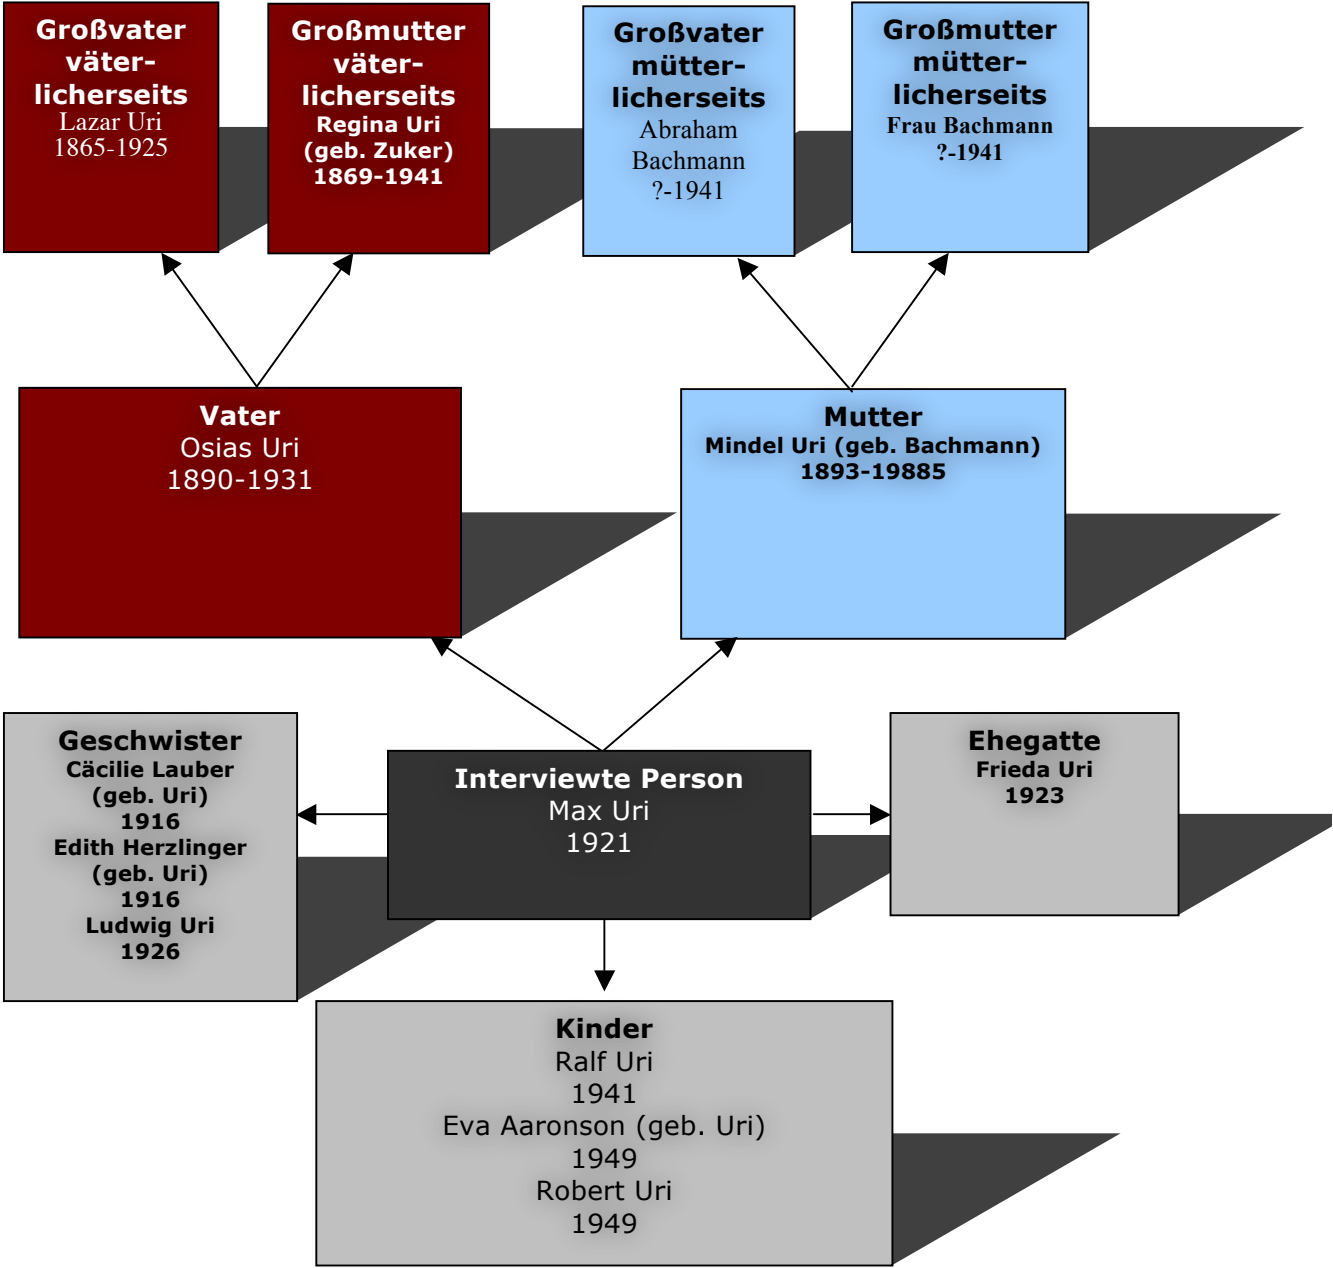 Großvater
väter-
licherseits
Lazar Uri
1865-1925
Großmutter
väter-
licherseits
Regina Uri
(geb. Zuker)
1869-1941
Großvater
mütter-
licherseits
Abraham
Bachmann
?-1941
Großmutter
mütter-
licherseits
Frau Bachmann
?-1941
Vater
Osias Uri
1890-1931
Mutter
Mindel Uri (geb. Bachmann)
1893-19885
Geschwister
Cäcilie Lauber
(geb. Uri)
1916
Edith Herzlinger
(geb. Uri)
1916
Ludwig Uri
1926
Interviewte Person
Max Uri
1921
Ehegatte
Frieda Uri
1923
Kinder
Ralf Uri
1941
Eva Aaronson (geb. Uri)
1949
Robert Uri
1949